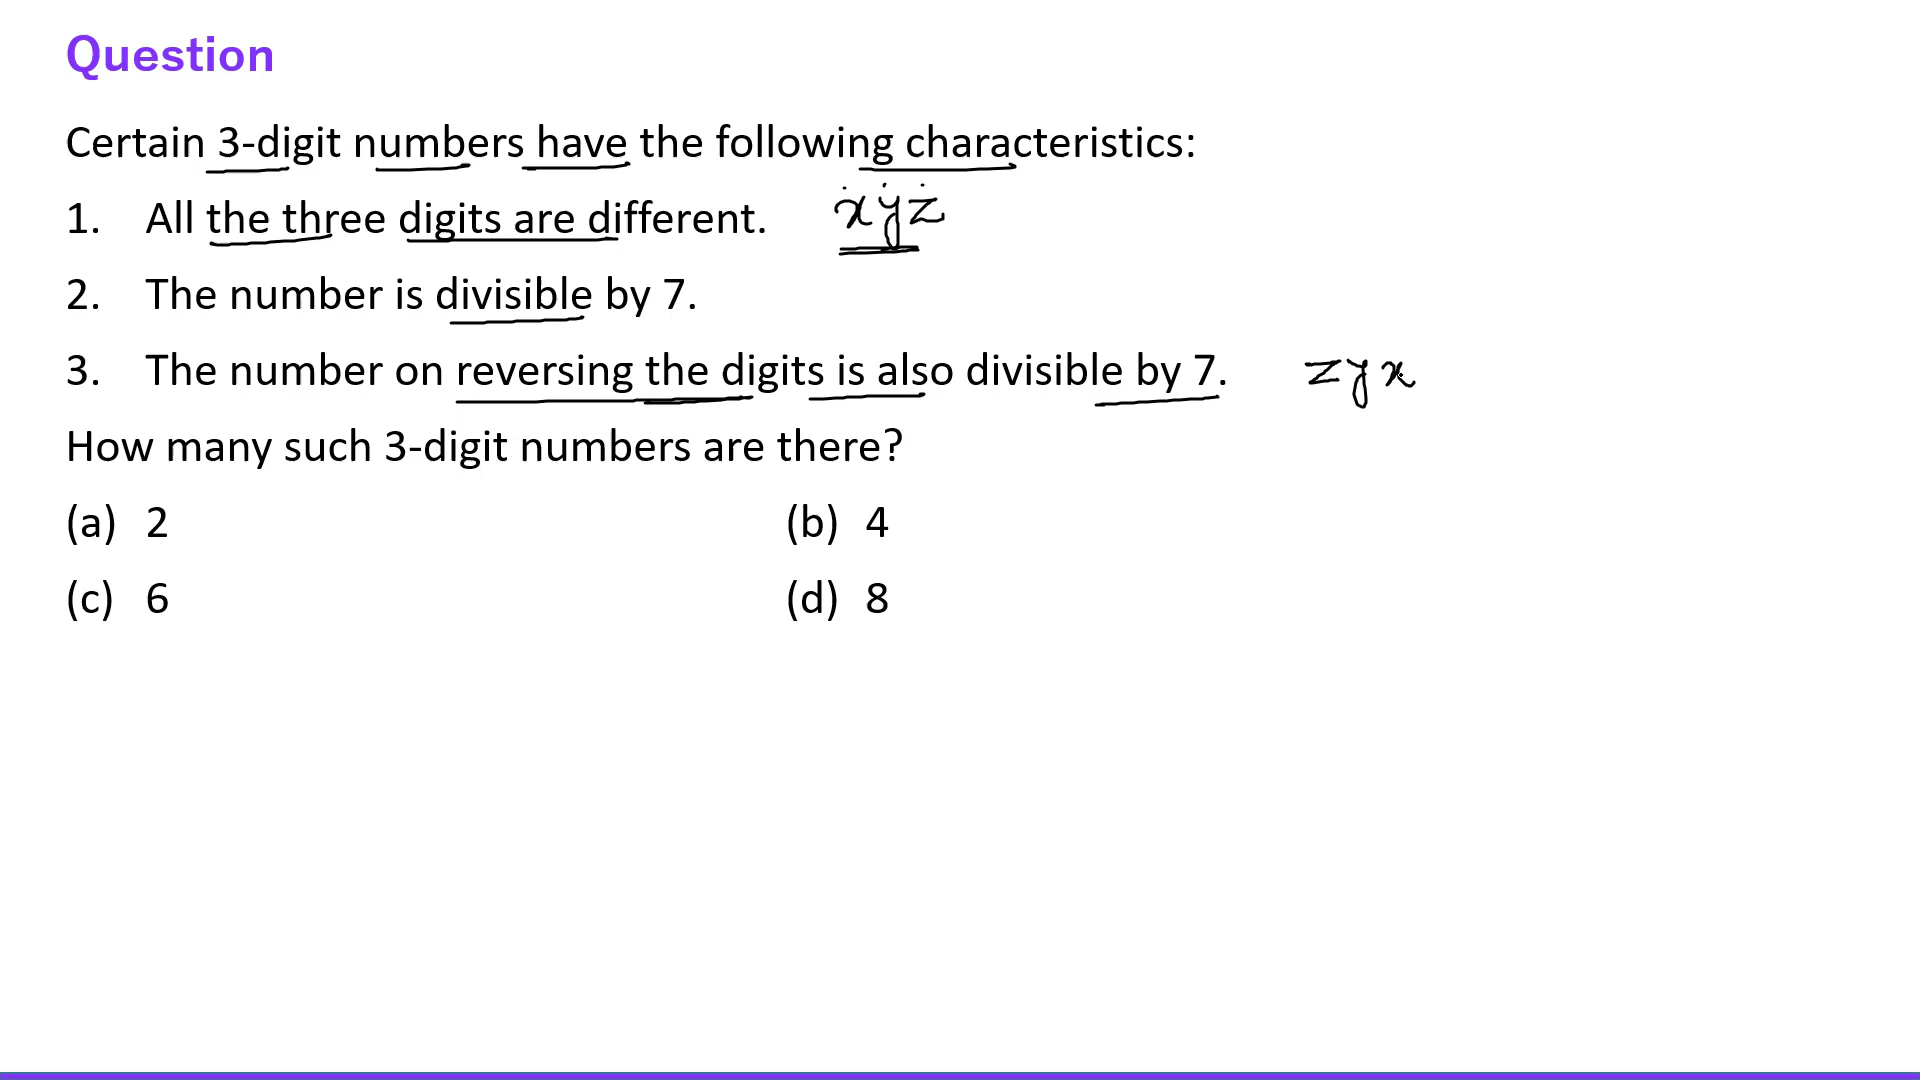 Question
Certain 3-digit numbers have the following characteristics:
1. All the three digits are different. xyz
2. The number is divisible by 7.
3. The number on reversing the digits is also divisible by 7. zyx
How many such 3-digit numbers are there?
(a) 2 (b) 4
(c) 6 (d) 8